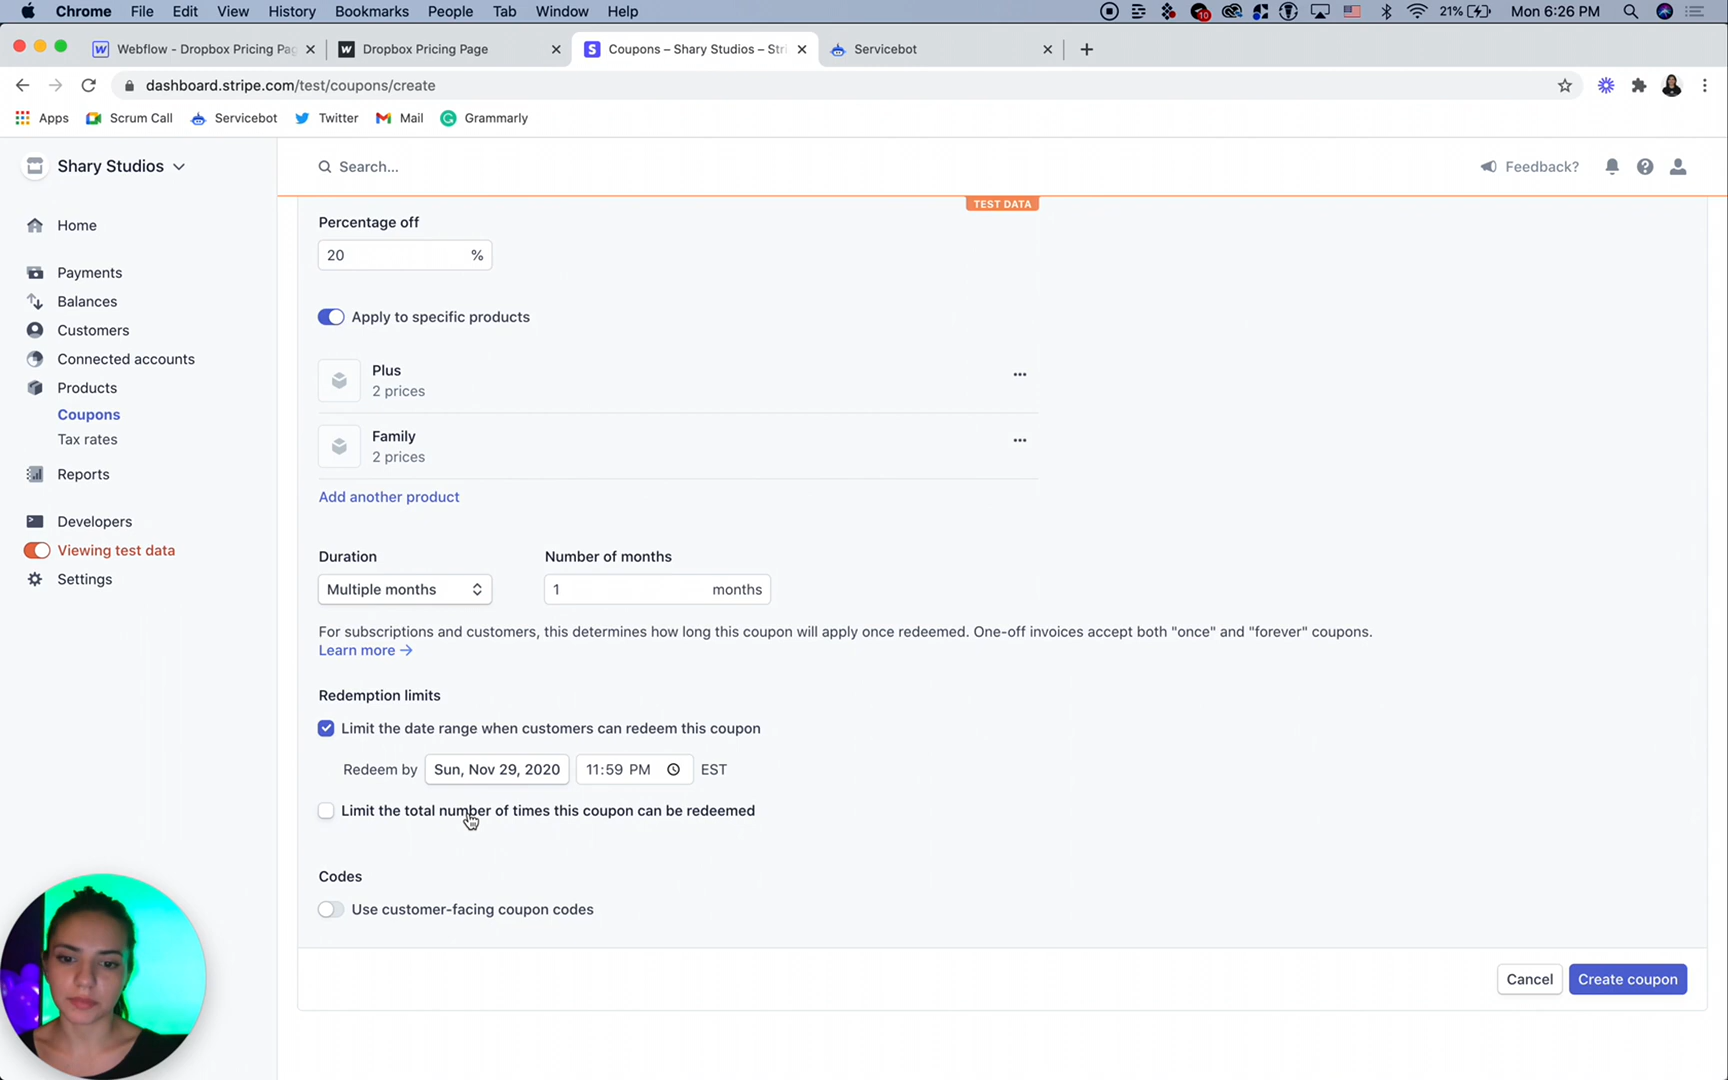 Chrome File Edit View History Bookmarks People Tab Window Help
10 21% Mon 6:26 PM
Webflow - Dropbox Pricing Pag
Dropbox Pricing Page
Coupons – Shary Studios – Stri
Servicebot
dashboard.stripe.com/test/coupons/create
Apps Scrum Call Servicebot Twitter Mail Grammarly
Shary Studios
Search...
Feedback?
TEST DATA
Home
Payments
Balances
Customers
Connected accounts
Products
Coupons
Tax rates
Reports
Developers
Viewing test data
Settings
Percentage off
20 %
Apply to specific products
Plus
2 prices
Family
2 prices
Add another product
Duration Number of months
Multiple months 1 months
For subscriptions and customers, this determines how long this coupon will apply once redeemed. One-off invoices accept both "once" and "forever" coupons.
Learn more →
Redemption limits
Limit the date range when customers can redeem this coupon
Redeem by Sun, Nov 29, 2020 11:59 PM EST
Limit the total number of times this coupon can be redeemed
Codes
Use customer-facing coupon codes
Cancel Create coupon